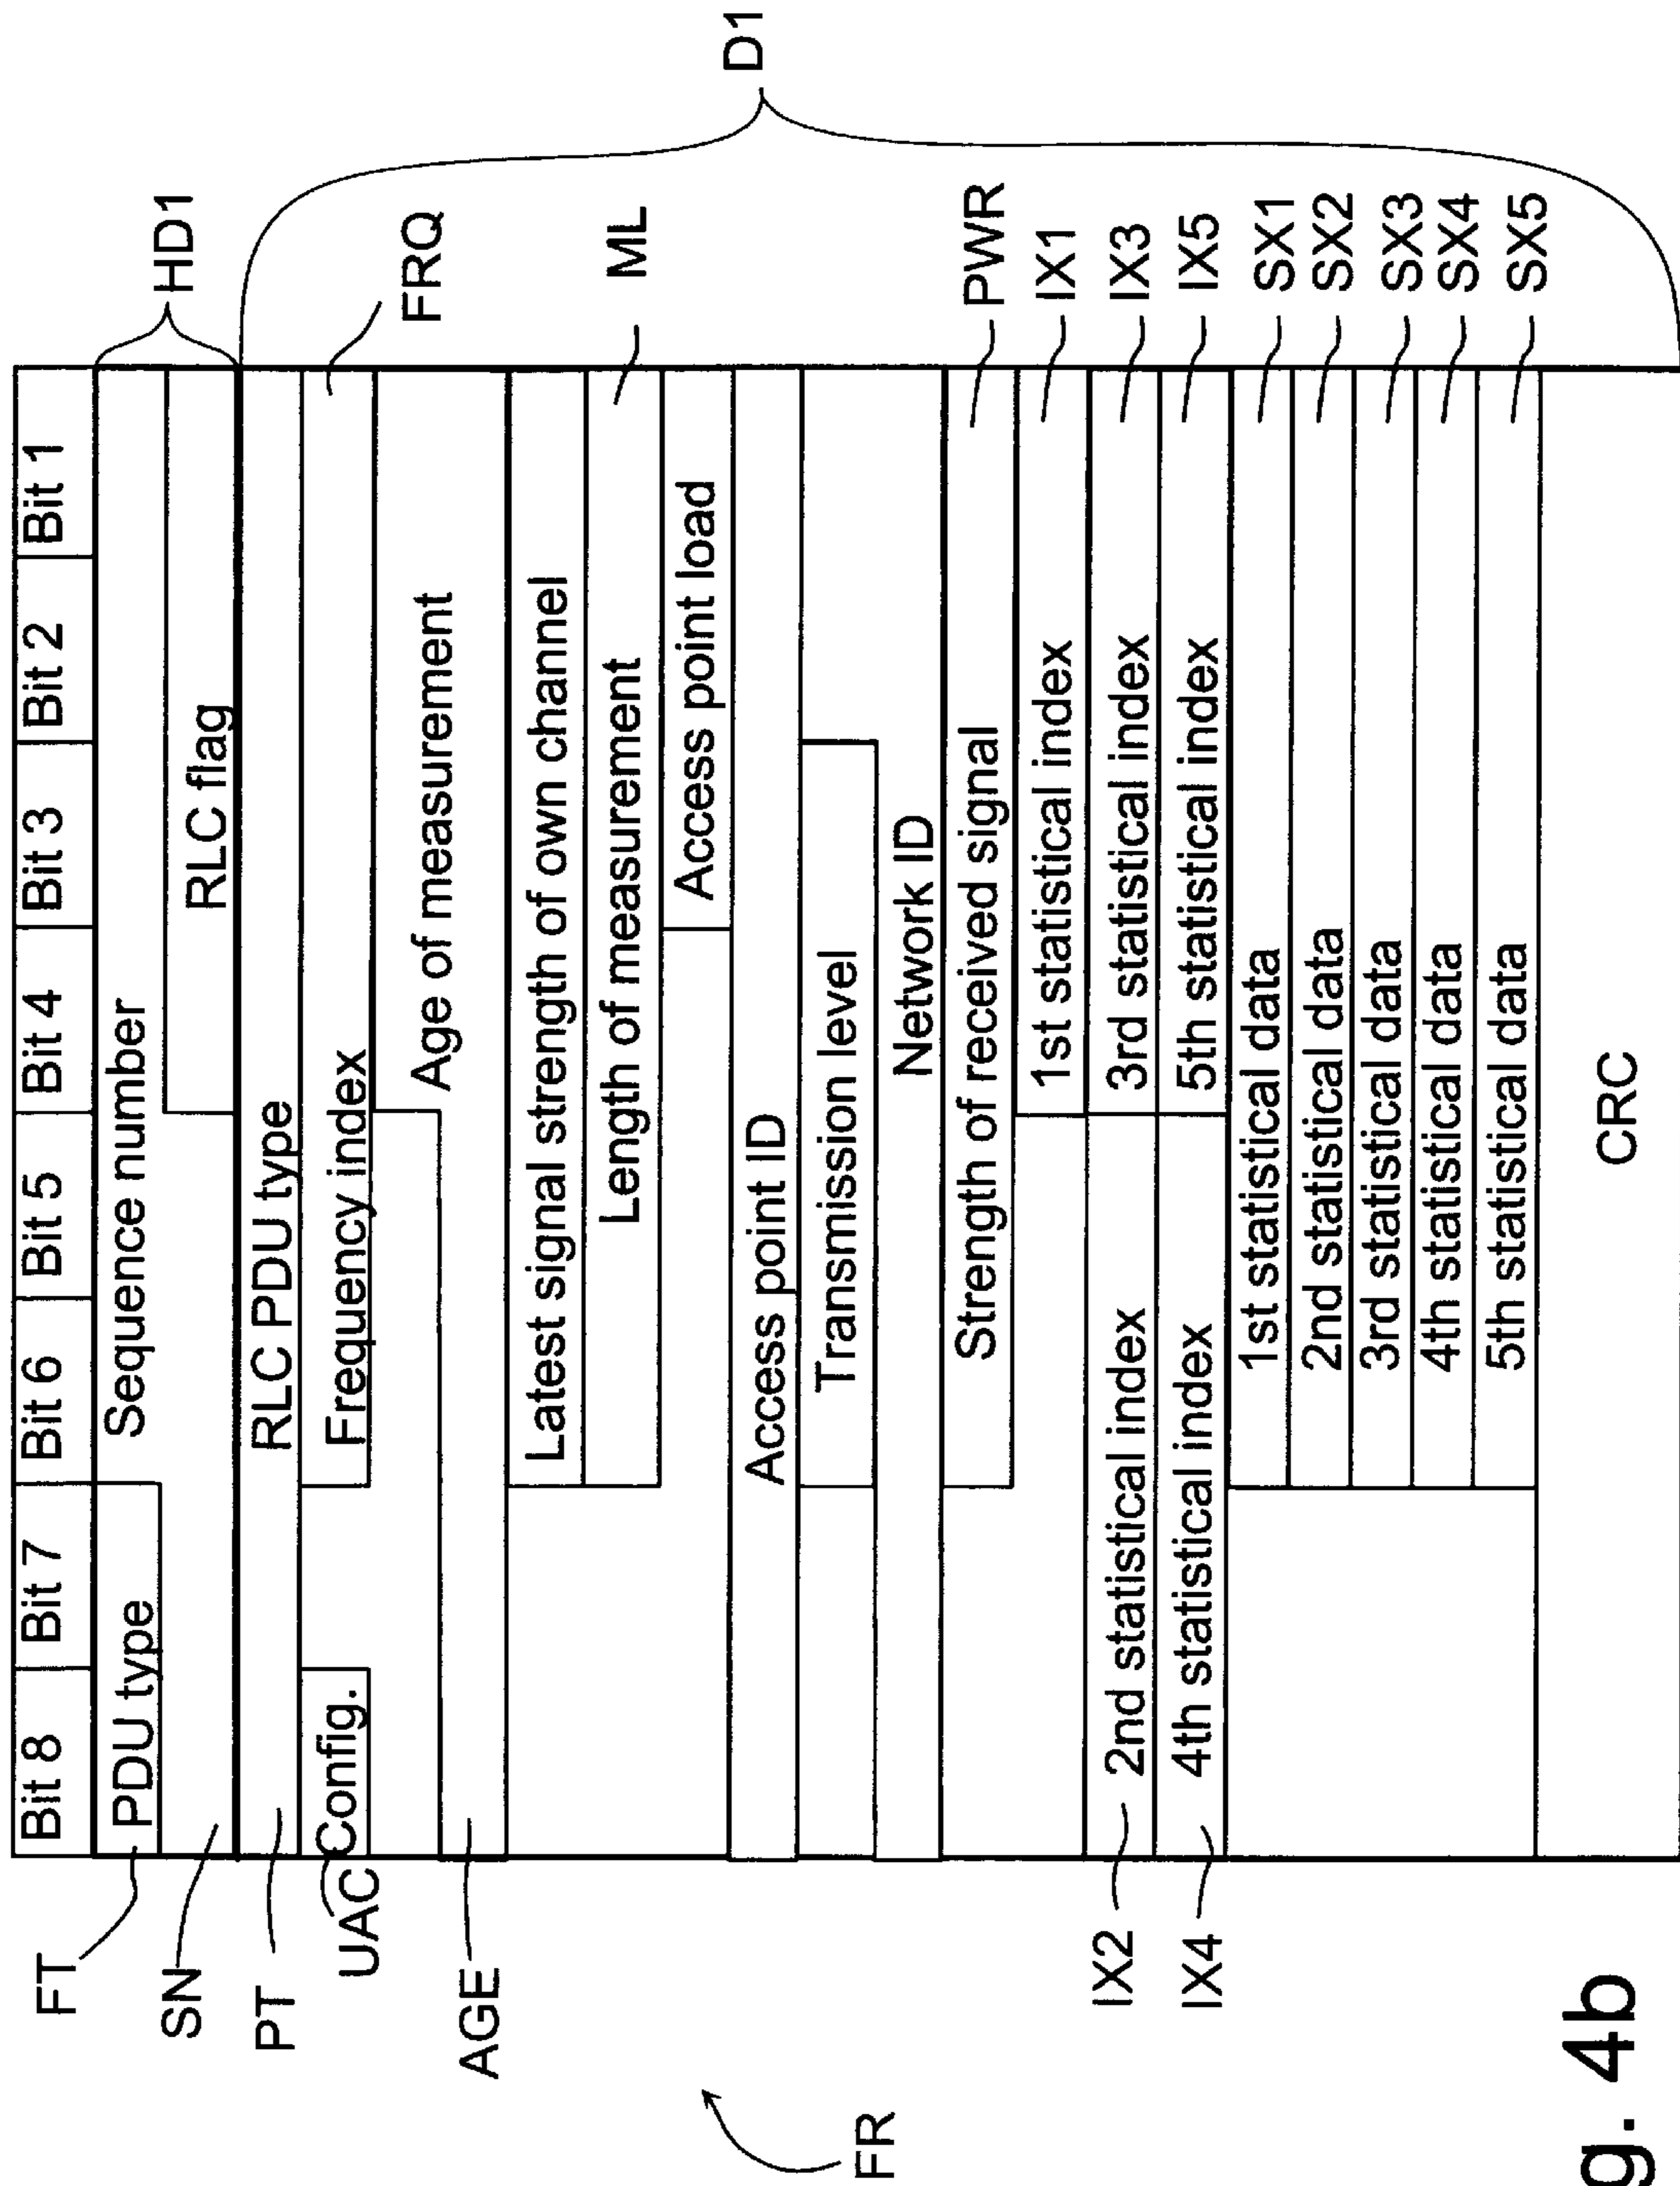 Bit 8 Bit 7 Bit 6 Bit 5 Bit 4 Bit 3 Bit 2 Bit 1
FT PDU type Sequence number
HD1
SN RLC flag
PT RLC PDU type
UAC Config. Frequency index FRQ
Age of measurement
AGE
Latest signal strength of own channel
Length of measurement ML
Access point load
D1
Access point ID
Transmission level
Network ID
FR
Strength of received signal PWR
1st statistical index IX1
IX2 2nd statistical index 3rd statistical index IX3
IX4 4th statistical index 5th statistical index IX5
1st statistical data SX1
2nd statistical data SX2
3rd statistical data SX3
4th statistical data SX4
5th statistical data SX5
CRC
g. 4b